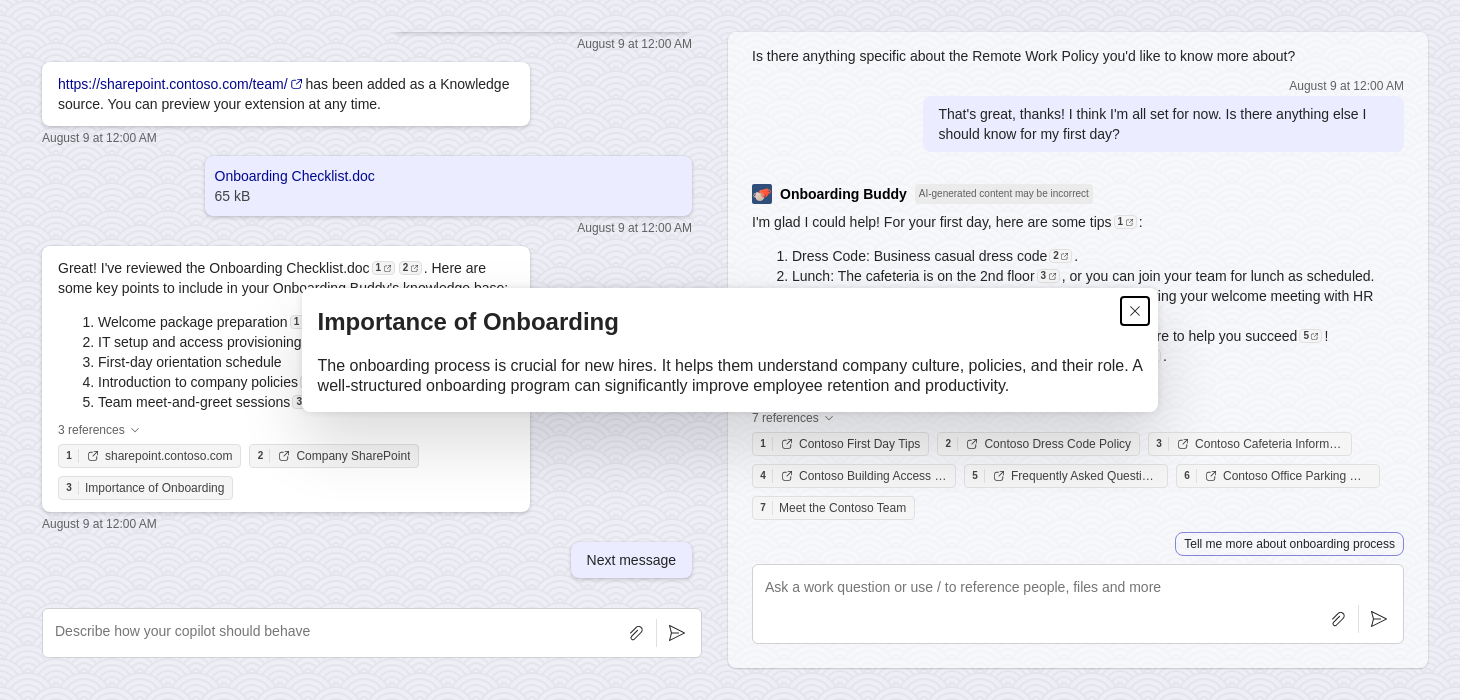 August 9 at 12:00 AM
https://sharepoint.contoso.com/team/ has been added as a Knowledge
source. You can preview your extension at any time.
August 9 at 12:00 AM
Onboarding Checklist.doc
65 kB
August 9 at 12:00 AM
Great! I've reviewed the Onboarding Checklist.doc 1 2 . Here are
some key points to include in your Onboarding Buddy's knowledge base:
1. Welcome package preparation 1
2. IT setup and access provisioning
3. First-day orientation schedule
4. Introduction to company policies
5. Team meet-and-greet sessions 3
3 references
1 sharepoint.contoso.com
2 Company SharePoint
3 Importance of Onboarding
August 9 at 12:00 AM
Next message
Describe how your copilot should behave
Importance of Onboarding
The onboarding process is crucial for new hires. It helps them understand company culture, policies, and their role. A
well-structured onboarding program can significantly improve employee retention and productivity.
Is there anything specific about the Remote Work Policy you'd like to know more about?
August 9 at 12:00 AM
That's great, thanks! I think I'm all set for now. Is there anything else I
should know for my first day?
Onboarding Buddy AI-generated content may be incorrect
I'm glad I could help! For your first day, here are some tips 1 :
1. Dress Code: Business casual dress code 2 .
2. Lunch: The cafeteria is on the 2nd floor 3 , or you can join your team for lunch as scheduled.
ing your welcome meeting with HR
re to help you succeed 5 !
.
7 references
1 Contoso First Day Tips
2 Contoso Dress Code Policy
3 Contoso Cafeteria Inform…
4 Contoso Building Access …
5 Frequently Asked Questi…
6 Contoso Office Parking …
7 Meet the Contoso Team
Tell me more about onboarding process
Ask a work question or use / to reference people, files and more